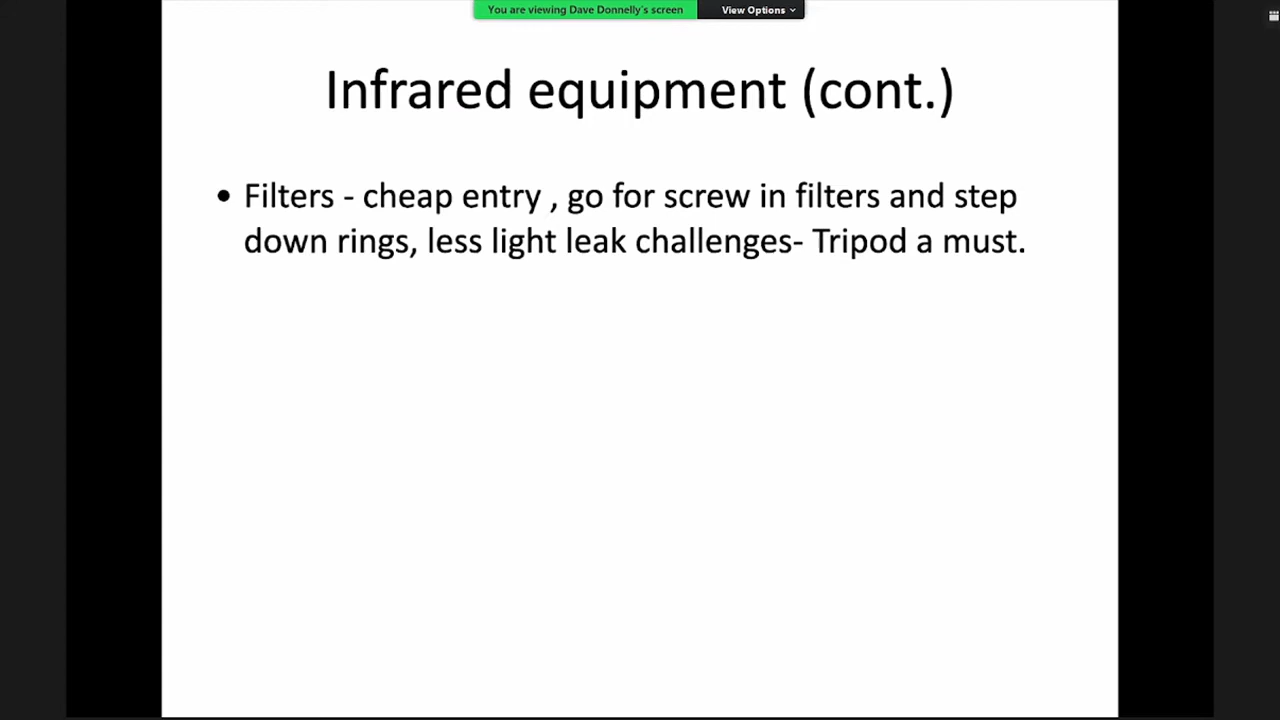 You are viewing Dave Donnelly's screen View Options
Infrared equipment (cont.)
• Filters - cheap entry , go for screw in filters and step
down rings, less light leak challenges- Tripod a must.